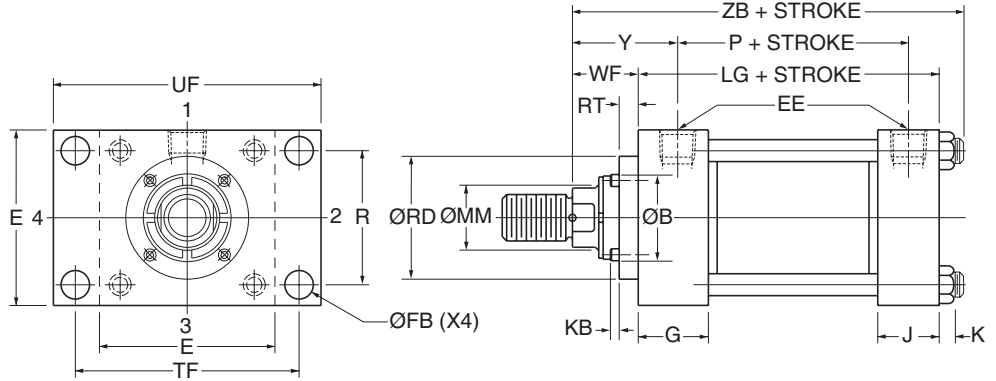 ZB + STROKE
Y
P + STROKE
UF
WF
LG + STROKE
1
RT
EE
E
4
2
R
ØRD
ØMM
ØB
3
ØFB (X4)
KB
G
J
K
E
TF